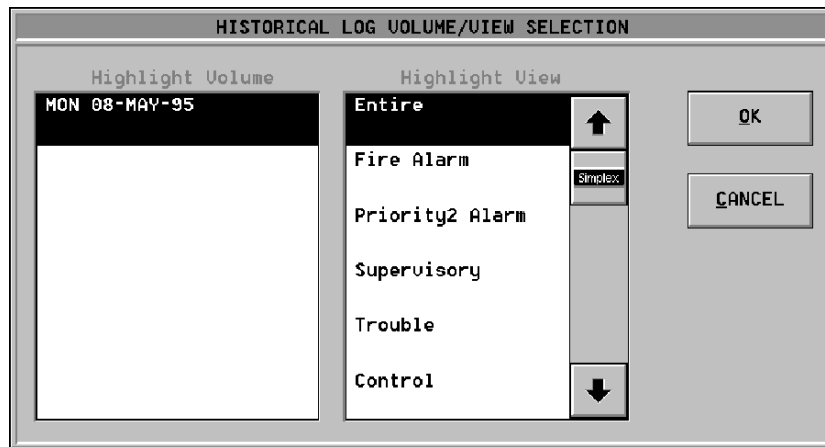 HISTORICAL LOG VOLUME/VIEW SELECTION
Highlight Volume
Highlight View
MON 08-MAY-95
Entire
Fire Alarm
Priority2 Alarm
Supervisory
Trouble
Control
Simplex
OK
CANCEL